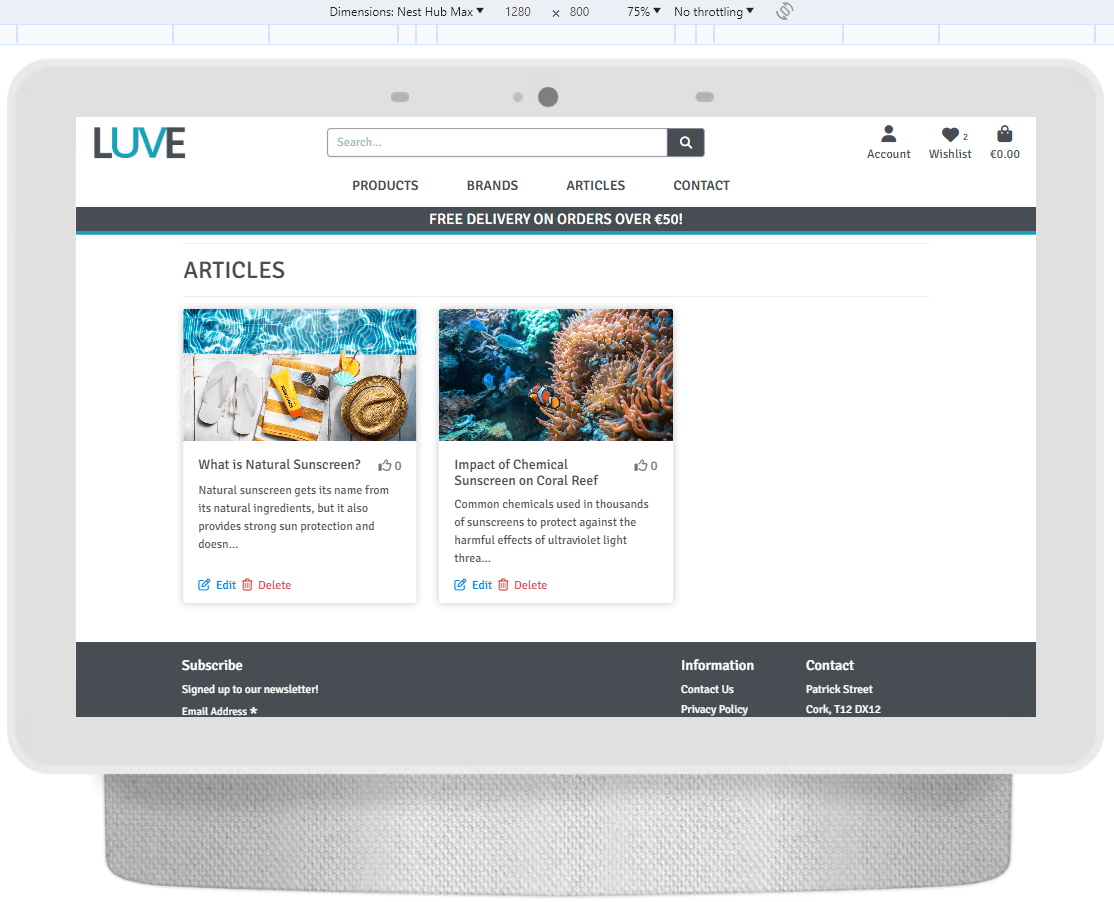 Dimensions: Nest Hub Max 1280 × 800 75% No throttling
LUVE
Search...
Account
Wishlist 2
€0.00
PRODUCTS BRANDS ARTICLES CONTACT
FREE DELIVERY ON ORDERS OVER €50!
ARTICLES
What is Natural Sunscreen? 0
Natural sunscreen gets its name from
its natural ingredients, but it also
provides strong sun protection and
doesn...
Edit Delete
Impact of Chemical
Sunscreen on Coral Reef 0
Common chemicals used in thousands
of sunscreens to protect against the
harmful effects of ultraviolet light
threa...
Edit Delete
Subscribe
Signed up to our newsletter!
Email Address *
Information
Contact Us
Privacy Policy
Contact
Patrick Street
Cork, T12 DX12